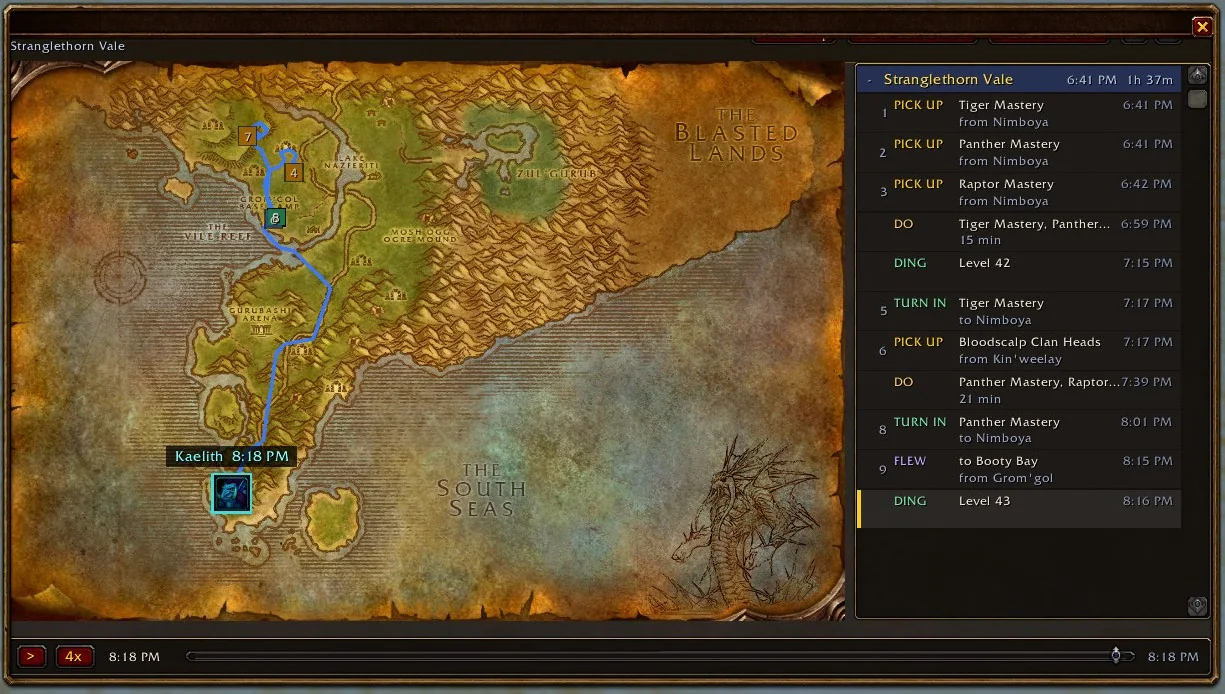 Stranglethorn Vale
THE
BLASTED
LANDS
ZUL'GURUB
LAKE
NAZFERITI
7
4
GROM'GOL
BASE CAMP
8
THE
VILE REEF
MOSH'OGG
OGRE MOUND
GURUBASHI
ARENA
Kaelith 8:18 PM
THE
SOUTH
SEAS
- Stranglethorn Vale 6:41 PM 1h 37m
1 PICK UP Tiger Mastery 6:41 PM
from Nimboya
2 PICK UP Panther Mastery 6:41 PM
from Nimboya
3 PICK UP Raptor Mastery 6:42 PM
from Nimboya
DO Tiger Mastery, Panther... 6:59 PM
15 min
DING Level 42 7:15 PM
5 TURN IN Tiger Mastery 7:17 PM
to Nimboya
6 PICK UP Bloodscalp Clan Heads 7:17 PM
from Kin'weelay
DO Panther Mastery, Raptor... 7:39 PM
21 min
8 TURN IN Panther Mastery 8:01 PM
to Nimboya
9 FLEW to Booty Bay 8:15 PM
from Grom'gol
DING Level 43 8:16 PM
> 4x 8:18 PM 8:18 PM